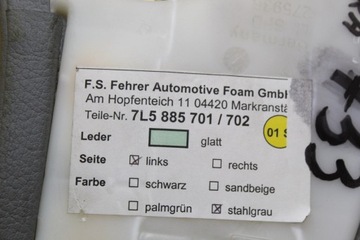 F.S. Fehrer Automotive Foam GmbH
Am Hopfenteich 11 04420 Markranstä
Teile-Nr. 7L5 885 701 / 702
Leder glatt
01 S
Seite ☒ links ☐ rechts
Farbe ☐ schwarz ☐ sandbeige
☐ palmgrün ☒ stahlgrau
33